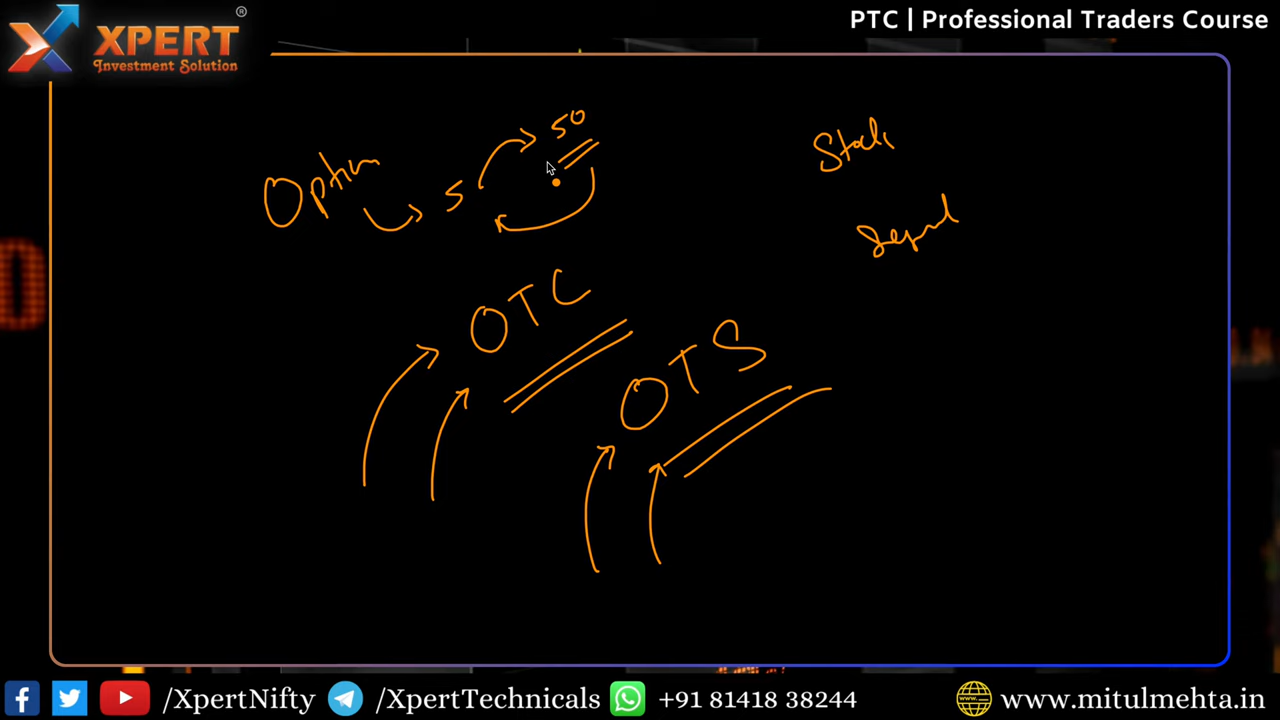 XPERT ®
Investment Solution
PTC | Professional Traders Course
Option 5 50
Stock
OTC
OTS
/XpertNifty /XpertTechnicals +91 81418 38244 www.mitulmehta.in